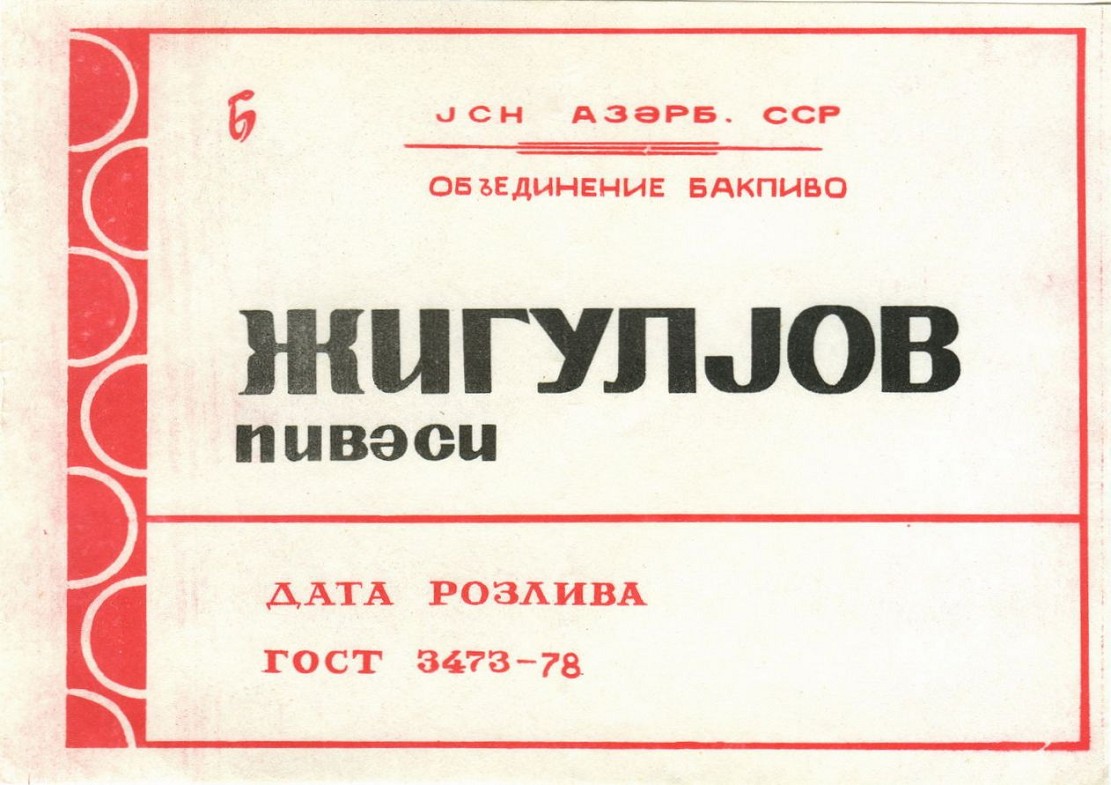 Б
ЈСН АЗӘРБ. ССР
ОБЪЕДИНЕНИЕ БАКПИВО
ЖИГУЛЈОВ
пивәси
ДАТА РОЗЛИВА
ГОСТ 3473-78